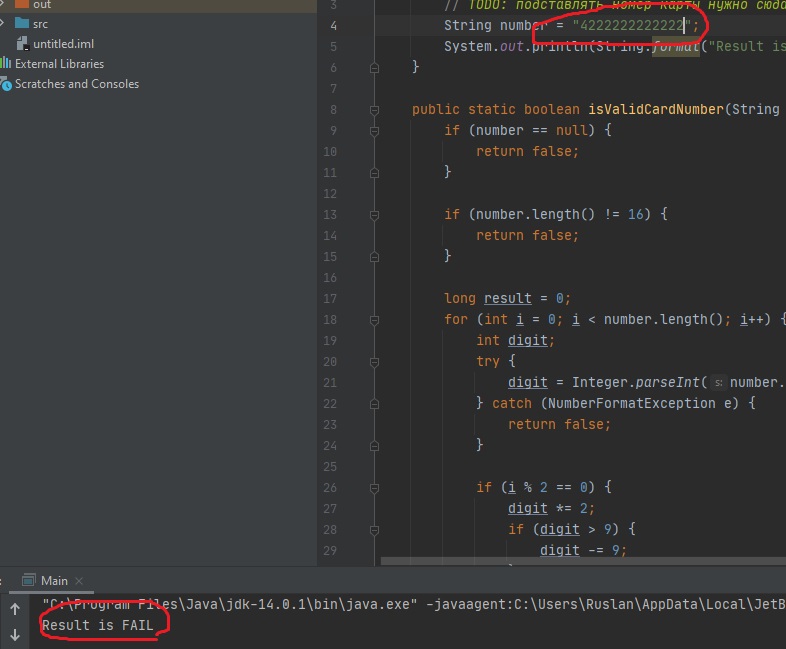 out
src
untitled.iml
External Libraries
Scratches and Consoles
3 // TODO: подставлять номер карты нужно сюда
4 String number = "4222222222222";
5 System.out.println(String.format("Result is
6 }
7
8 public static boolean isValidCardNumber(String
9 if (number == null) {
10 return false;
11 }
12
13 if (number.length() != 16) {
14 return false;
15 }
16
17 long result = 0;
18 for (int i = 0; i < number.length(); i++) {
19 int digit;
20 try {
21 digit = Integer.parseInt( s: number.
22 } catch (NumberFormatException e) {
23 return false;
24 }
25
26 if (i % 2 == 0) {
27 digit *= 2;
28 if (digit > 9) {
29 digit -= 9;
Main
"C:\Program Files\Java\jdk-14.0.1\bin\java.exe" -javaagent:C:\Users\Ruslan\AppData\Local\JetB
Result is FAIL